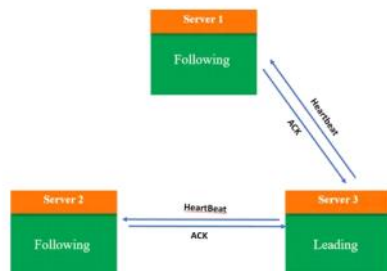 Server 1
Following
Heartbeat
ACK
Server 2
Following
HeartBeat
ACK
Server 3
Leading